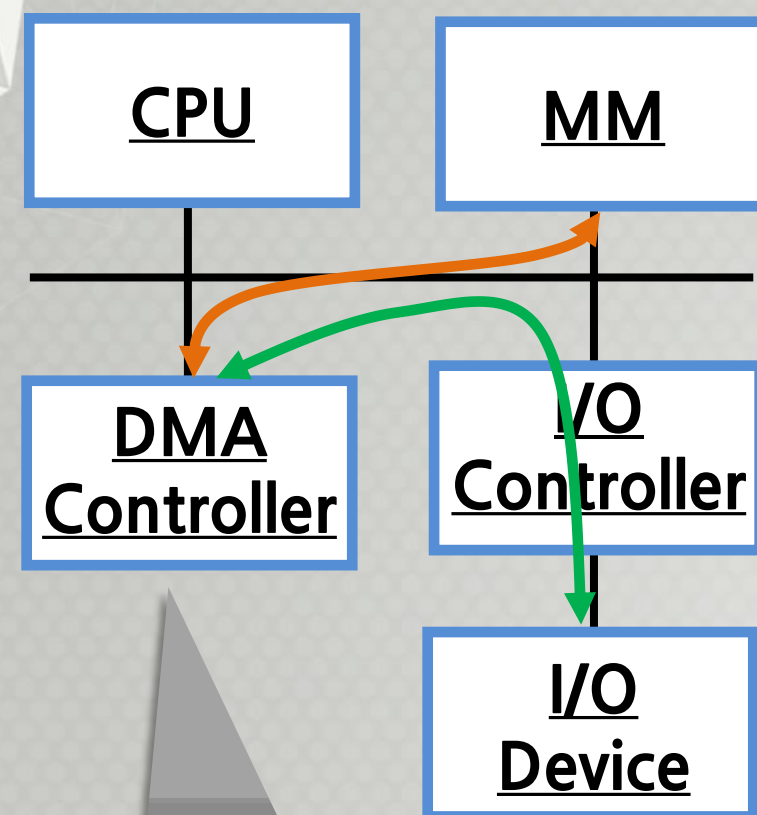 CPU
MM
DMA
Controller
I/O
Controller
I/O
Device